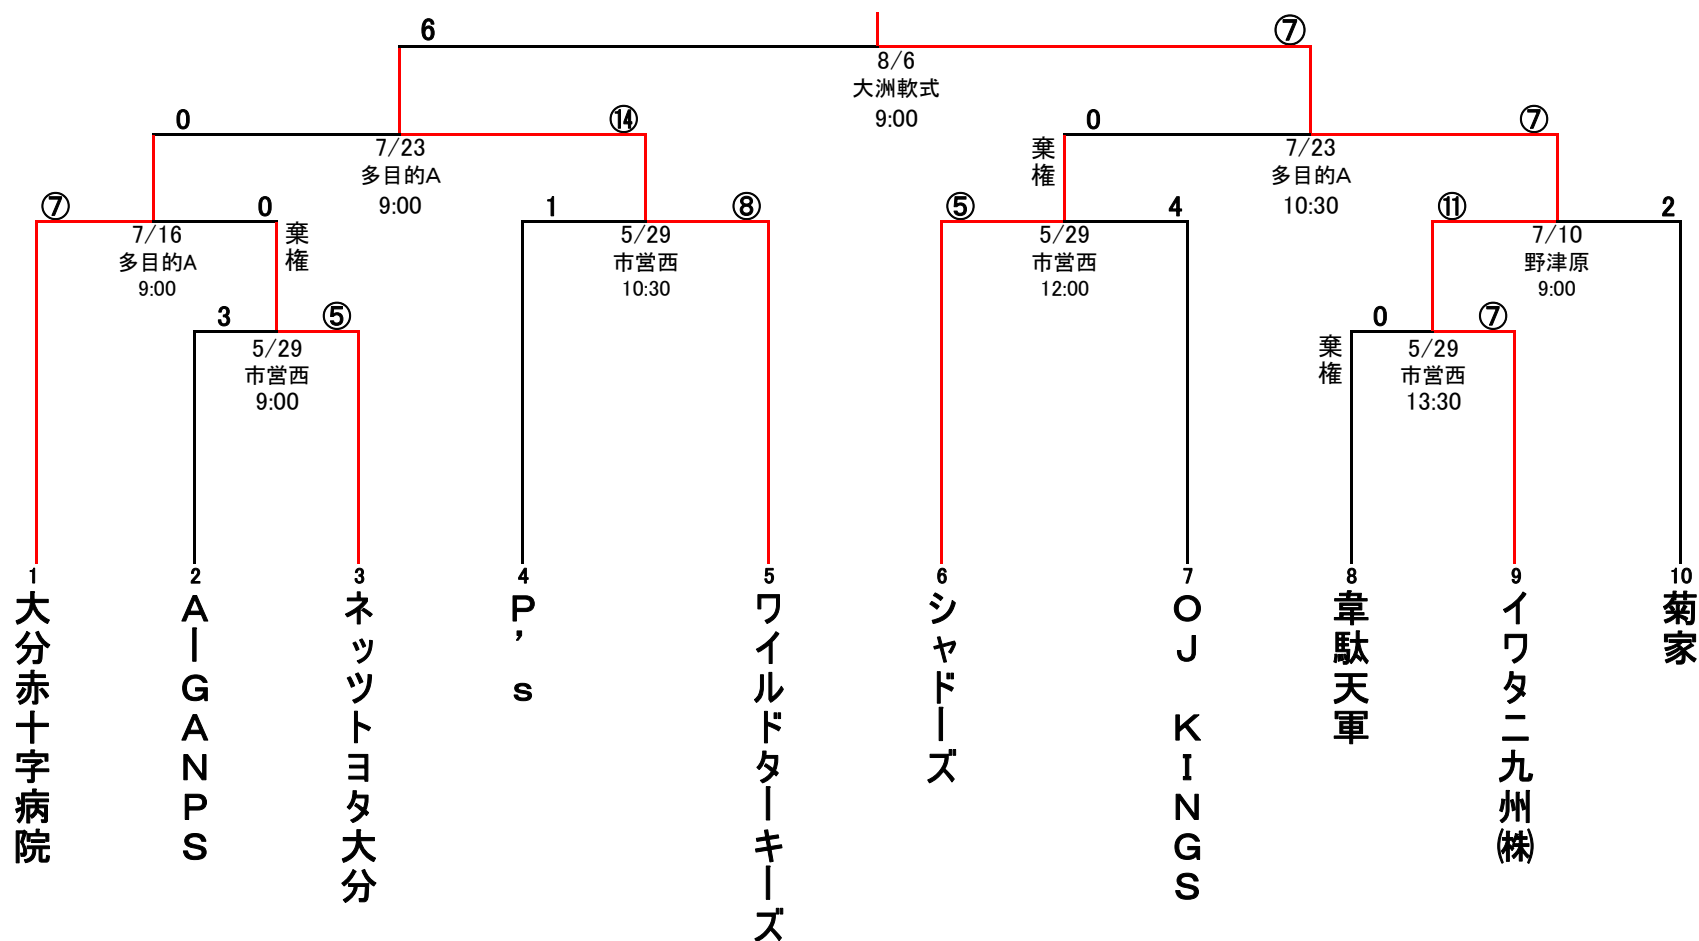 6
⑦
8/6
大洲軟式
9:00
0
⑭
7/23
多目的A
9:00
0
⑦
棄権
7/23
多目的A
10:30
⑦
0
棄権
7/16
多目的A
9:00
1
⑧
5/29
市営西
10:30
⑤
4
5/29
市営西
12:00
⑪
2
7/10
野津原
9:00
3
⑤
5/29
市営西
9:00
0
⑦
棄権
5/29
市営西
13:30
1
大分赤十字病院
2
A－GANPS
3
ネッツトヨタ大分
4
P’s
5
ワイルドターキーズ
6
シャドーズ
7
OJ KINGS
8
韋駄天軍
9
イワタニ九州㈱
10
菊家